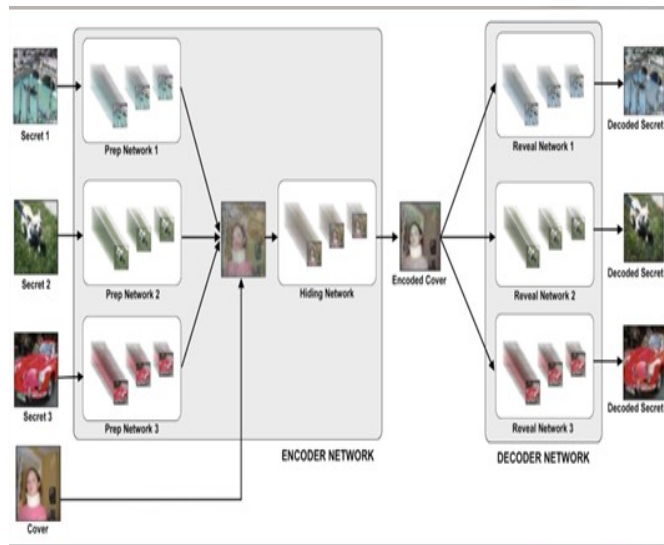 Secret 1
Prep Network 1
Reveal Network 1
Decoded Secret
Secret 2
Prep Network 2
Hiding Network
Encoded Cover
Reveal Network 2
Decoded Secret
Secret 3
Prep Network 3
Reveal Network 3
Decoded Secret
ENCODER NETWORK
DECODER NETWORK
Cover